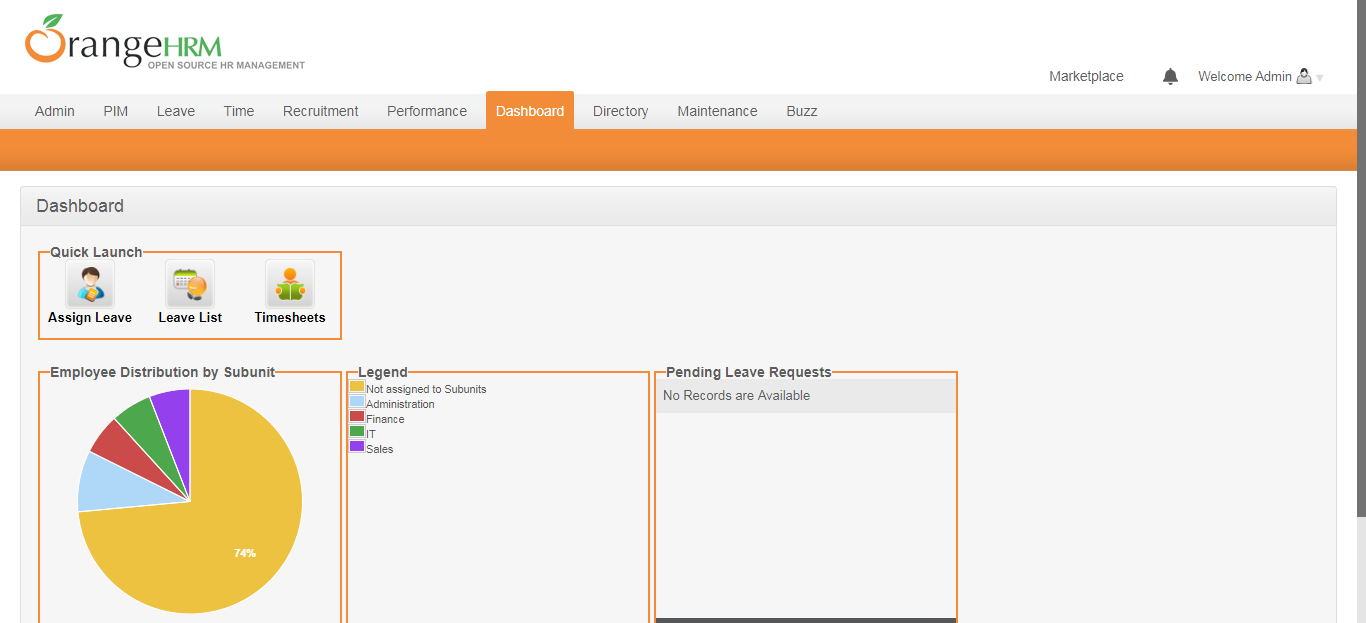 OrangeHRM
OPEN SOURCE HR MANAGEMENT
Marketplace
Welcome Admin
Admin PIM Leave Time Recruitment Performance Dashboard Directory Maintenance Buzz
Dashboard
Quick Launch
Assign Leave Leave List Timesheets
Employee Distribution by Subunit
74%
Legend
Not assigned to Subunits
Administration
Finance
IT
Sales
Pending Leave Requests
No Records are Available